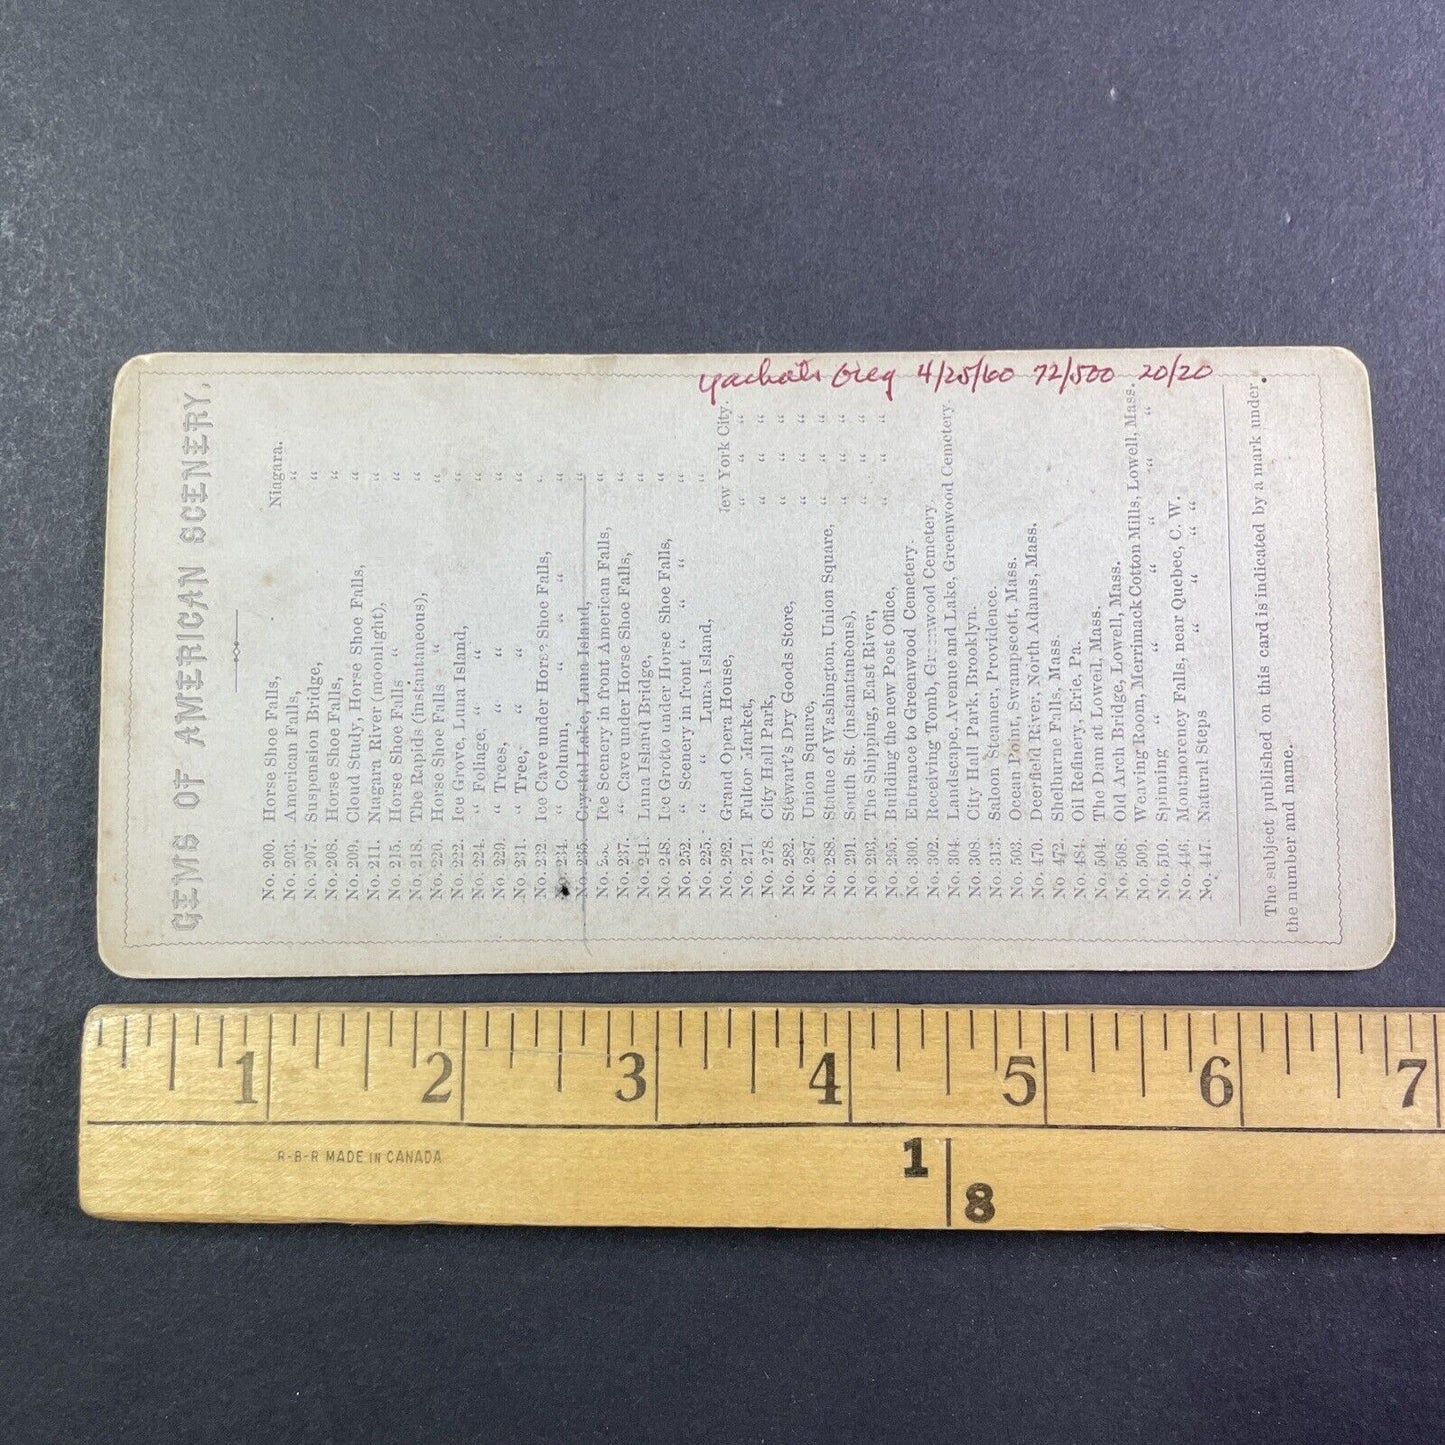 GEMS OF AMERICAN SCENERY.
No. 200. Horse Shoe Falls, Niagara.
No. 203. American Falls, "
No. 207. Suspension Bridge, "
No. 208. Horse Shoe Falls, "
No. 209. Cloud Study, Horse Shoe Falls, "
No. 211. Niagara River (moonlight), "
No. 215. Horse Shoe Falls " "
No. 218. The Rapids (instantaneous), "
No. 220. Horse Shoe Falls " "
No. 222. Ice Grove, Luna Island, "
No. 224. " Foliage. " " "
No. 229. " Trees, " " "
No. 231. " Tree, " " "
No. 232 Ice Cave under Horse Shoe Falls, "
No. 234. " Column, " " " "
No. 235. Crystal Lake, Luna Island, "
No. Ice Scenery in front American Falls, "
No. 237. " Cave under Horse Shoe Falls, "
No. 241. Luna Island Bridge, "
No. 248. Ice Grotto under Horse Shoe Falls, "
No. 252. " Scenery in front " " "
No. 225. " " Luna Island, "
No. 262. Grand Opera House, New York City.
No. 271. Fulton Market, " " "
No. 278. City Hall Park, " " "
No. 282. Stewart's Dry Goods Store, " " "
No. 287. Union Square, " " "
No. 288. Statue of Washington, Union Square, " " "
No. 291. South St. (instantaneous), " " "
No. 293. The Shipping, East River, " " "
No. 295. Building the new Post Office, " " "
No. 300. Entrance to Greenwood Cemetery.
No. 302. Receiving Tomb, Greenwood Cemetery.
No. 304. Landscape, Avenue and Lake, Greenwood Cemetery.
No. 308. City Hall Park, Brooklyn.
No. 313. Saloon Steamer, Providence.
No. 503. Ocean Point, Swampscott, Mass.
No. 470. Deerfield River, North Adams, Mass.
No. 472. Shelburne Falls, Mass.
No. 484. Oil Refinery, Erie, Pa.
No. 504. The Dam at Lowell, Mass.
No. 508. Old Arch Bridge, Lowell, Mass.
No. 509. Weaving Room, Merrimack Cotton Mills, Lowell, Mass.
No. 510. Spinning " " " " " "
No. 446. Montmorency Falls, near Quebec, C. W.
No. 447. Natural Steps " " " "
The subject published on this card is indicated by a mark under
the number and name.
Yachats Oreg 4/25/60 72/500 20/20
1 2 3 4 5 6 7
R-B-R MADE IN CANADA
1 8